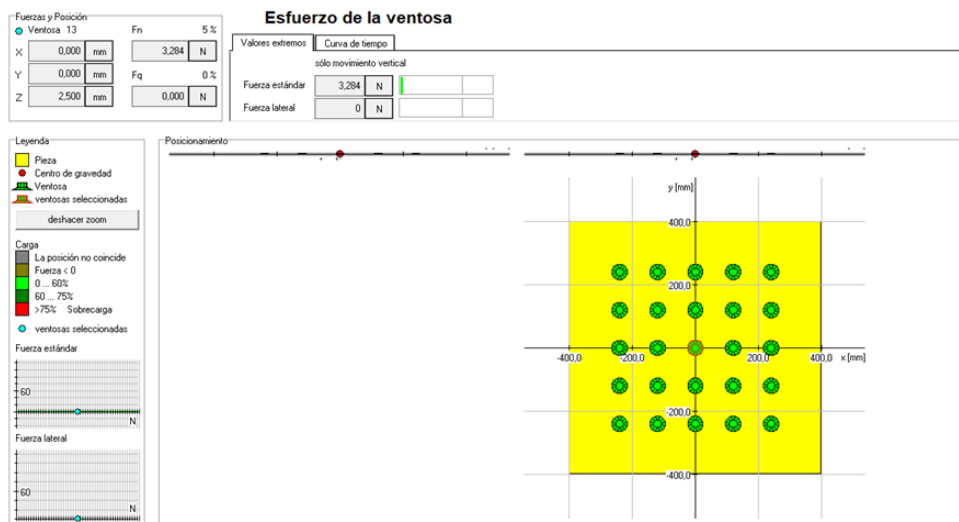 Esfuerzo de la ventosa
Fuerzas y Posición
Ventosa 13 Fn 5 %
X 0,000 mm 3,284 N
Y 0,000 mm Fq 0 %
Z 2,500 mm 0,000 N
Valores extremos Curva de tiempo
sólo movimiento vertical
Fuerza estándar 3,284 N
Fuerza lateral 0 N
Leyenda
Pieza
Centro de gravedad
Ventosa
ventosas seleccionadas
deshacer zoom
Carga
La posición no coincide
Fuerza < 0
0 ... 60%
60 ... 75%
>75% Sobrecarga
ventosas seleccionadas
Fuerza estándar
60
N
Fuerza lateral
60
N
Posicionamiento
y [mm]
400,0
200,0
-400,0 -200,0 200,0 400,0 x [mm]
-200,0
-400,0